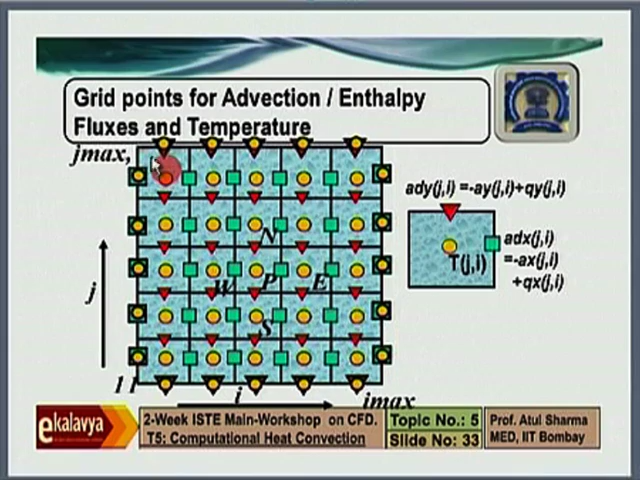 Grid points for Advection / Enthalpy
Fluxes and Temperature
jmax,
ady(j,i) =-ay(j,i)+qy(j,i)
T(j,i)
adx(j,i)
=-ax(j,i)
+qx(j,i)
N
W P E
S
j
1 1
i
imax
ekalavya
2-Week ISTE Main-Workshop on CFD.
T5: Computational Heat Convection
Topic No.: 5
Slide No.: 33
Prof. Atul Sharma
MED, IIT Bombay